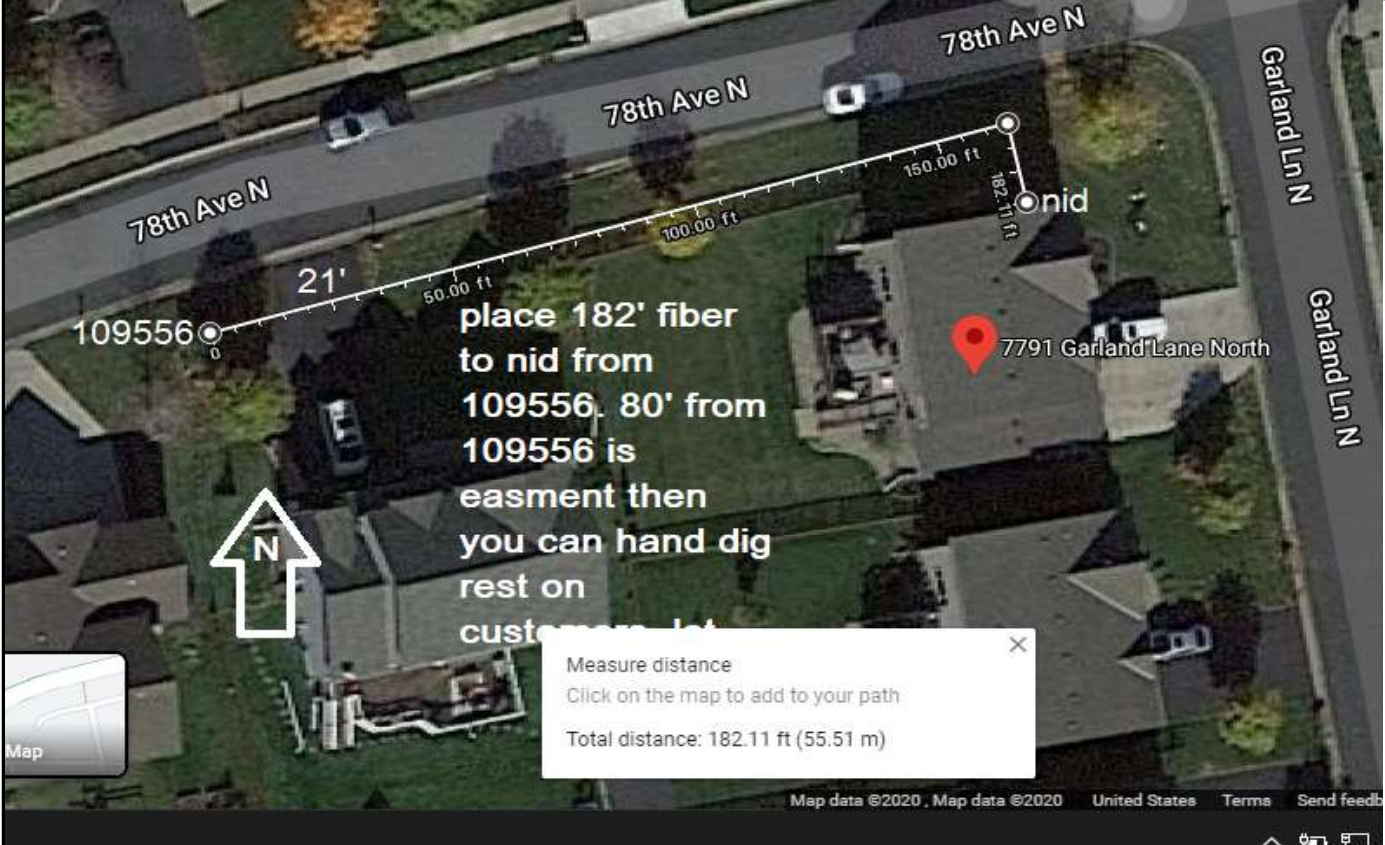 78th Ave N
78th Ave N
78th Ave N
Garland Ln N
Garland Ln N
150.00 ft
182.11 ft
nid
100.00 ft
50.00 ft
21'
109556
0
place 182' fiber
to nid from
109556. 80' from
109556 is
easment then
you can hand dig
rest on
customers lot
7791 Garland Lane North
N
Map
Measure distance
Click on the map to add to your path
Total distance: 182.11 ft (55.51 m)
Map data ©2020 , Map data ©2020 United States Terms Send feedb